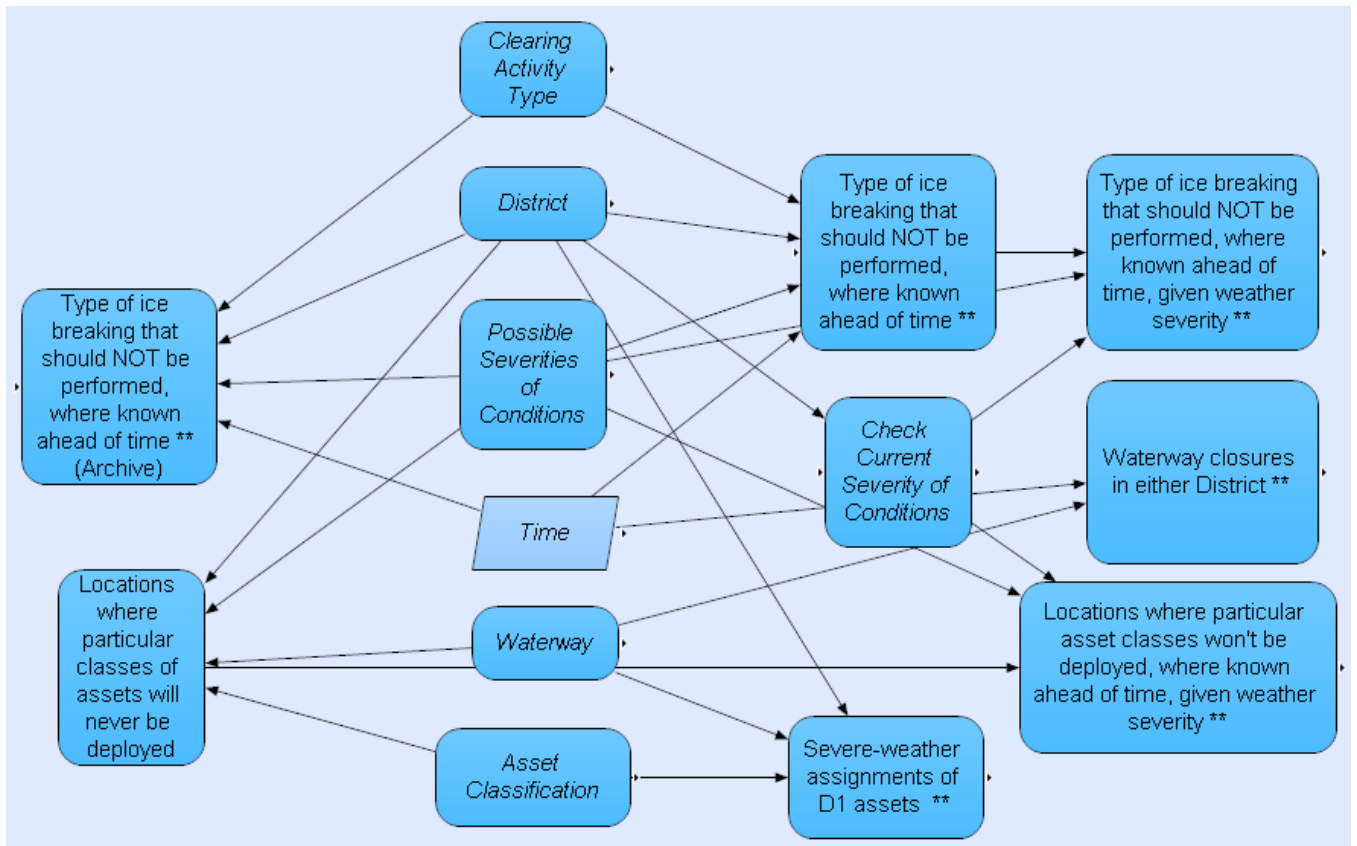 Clearing
Activity
Type
District
Type of ice
breaking that
should NOT be
performed,
where known
ahead of time **
Type of ice breaking
that should NOT be
performed, where
known ahead of
time, given weather
severity **
Type of ice
breaking that
should NOT be
performed,
where known
ahead of time **
(Archive)
Possible
Severities
of
Conditions
Check
Current
Severity of
Conditions
Waterway closures
in either District **
Time
Locations
where
particular
classes of
assets will
never be
deployed
Waterway
Locations where particular
asset classes won't be
deployed, where known
ahead of time, given weather
severity **
Asset
Classification
Severe-weather
assignments of
D1 assets **